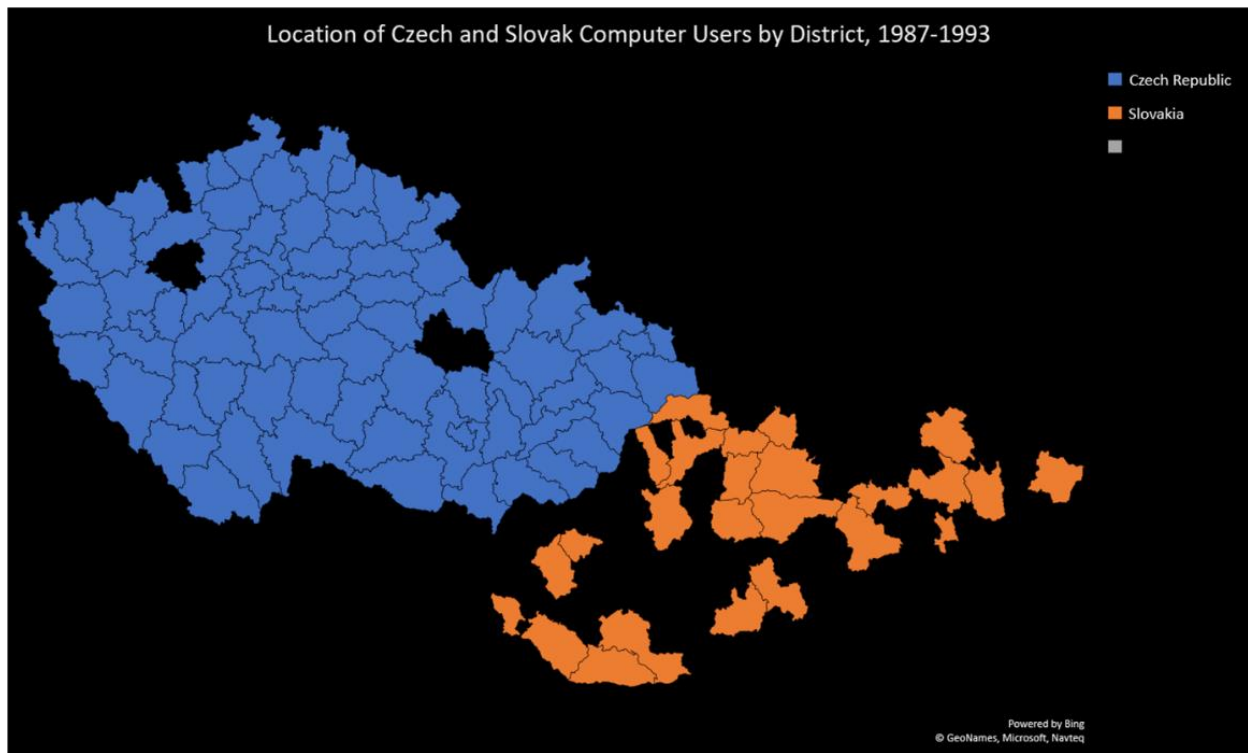 Location of Czech and Slovak Computer Users by District, 1987-1993
Czech Republic
Slovakia
Powered by Bing
© GeoNames, Microsoft, Navteq